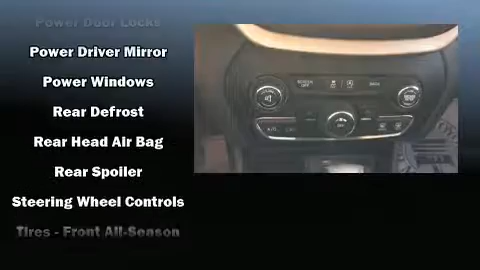 Power Door Locks
Power Driver Mirror
Power Windows
Rear Defrost
Rear Head Air Bag
Rear Spoiler
Steering Wheel Controls
Tires - Front All-Season